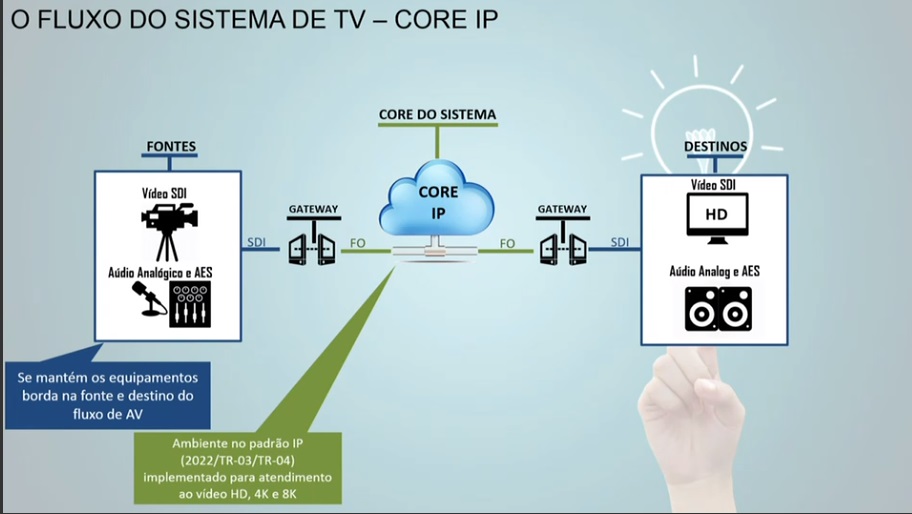 O FLUXO DO SISTEMA DE TV – CORE IP
CORE DO SISTEMA
FONTES
DESTINOS
Vídeo SDI
Aúdio Analógico e AES
SDI
GATEWAY
FO
CORE
IP
FO
GATEWAY
SDI
Vídeo SDI
HD
Aúdio Analog e AES
Se mantém os equipamentos
borda na fonte e destino do
fluxo de AV
Ambiente no padrão IP
(2022/TR-03/TR-04)
implementado para atendimento
ao vídeo HD, 4K e 8K